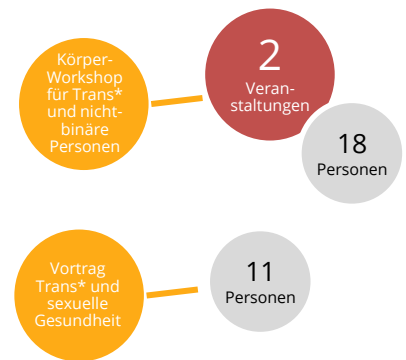 Körper-
Workshop
für Trans*
und nicht-
binäre
Personen
2
Veran-
staltungen
18
Personen
Vortrag
Trans* und
sexuelle
Gesundheit
11
Personen